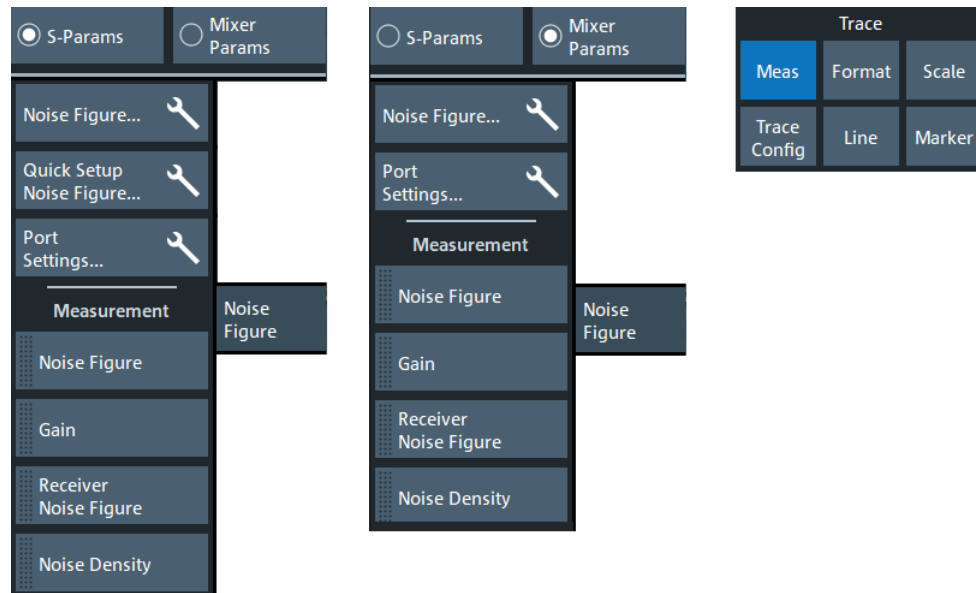 S-Params
Mixer
Params
Noise Figure...
Quick Setup
Noise Figure...
Port
Settings...
Measurement
Noise Figure
Gain
Receiver
Noise Figure
Noise Density
Noise
Figure
S-Params
Mixer
Params
Noise Figure...
Port
Settings...
Measurement
Noise Figure
Gain
Receiver
Noise Figure
Noise Density
Noise
Figure
Trace
Meas
Format
Scale
Trace
Config
Line
Marker